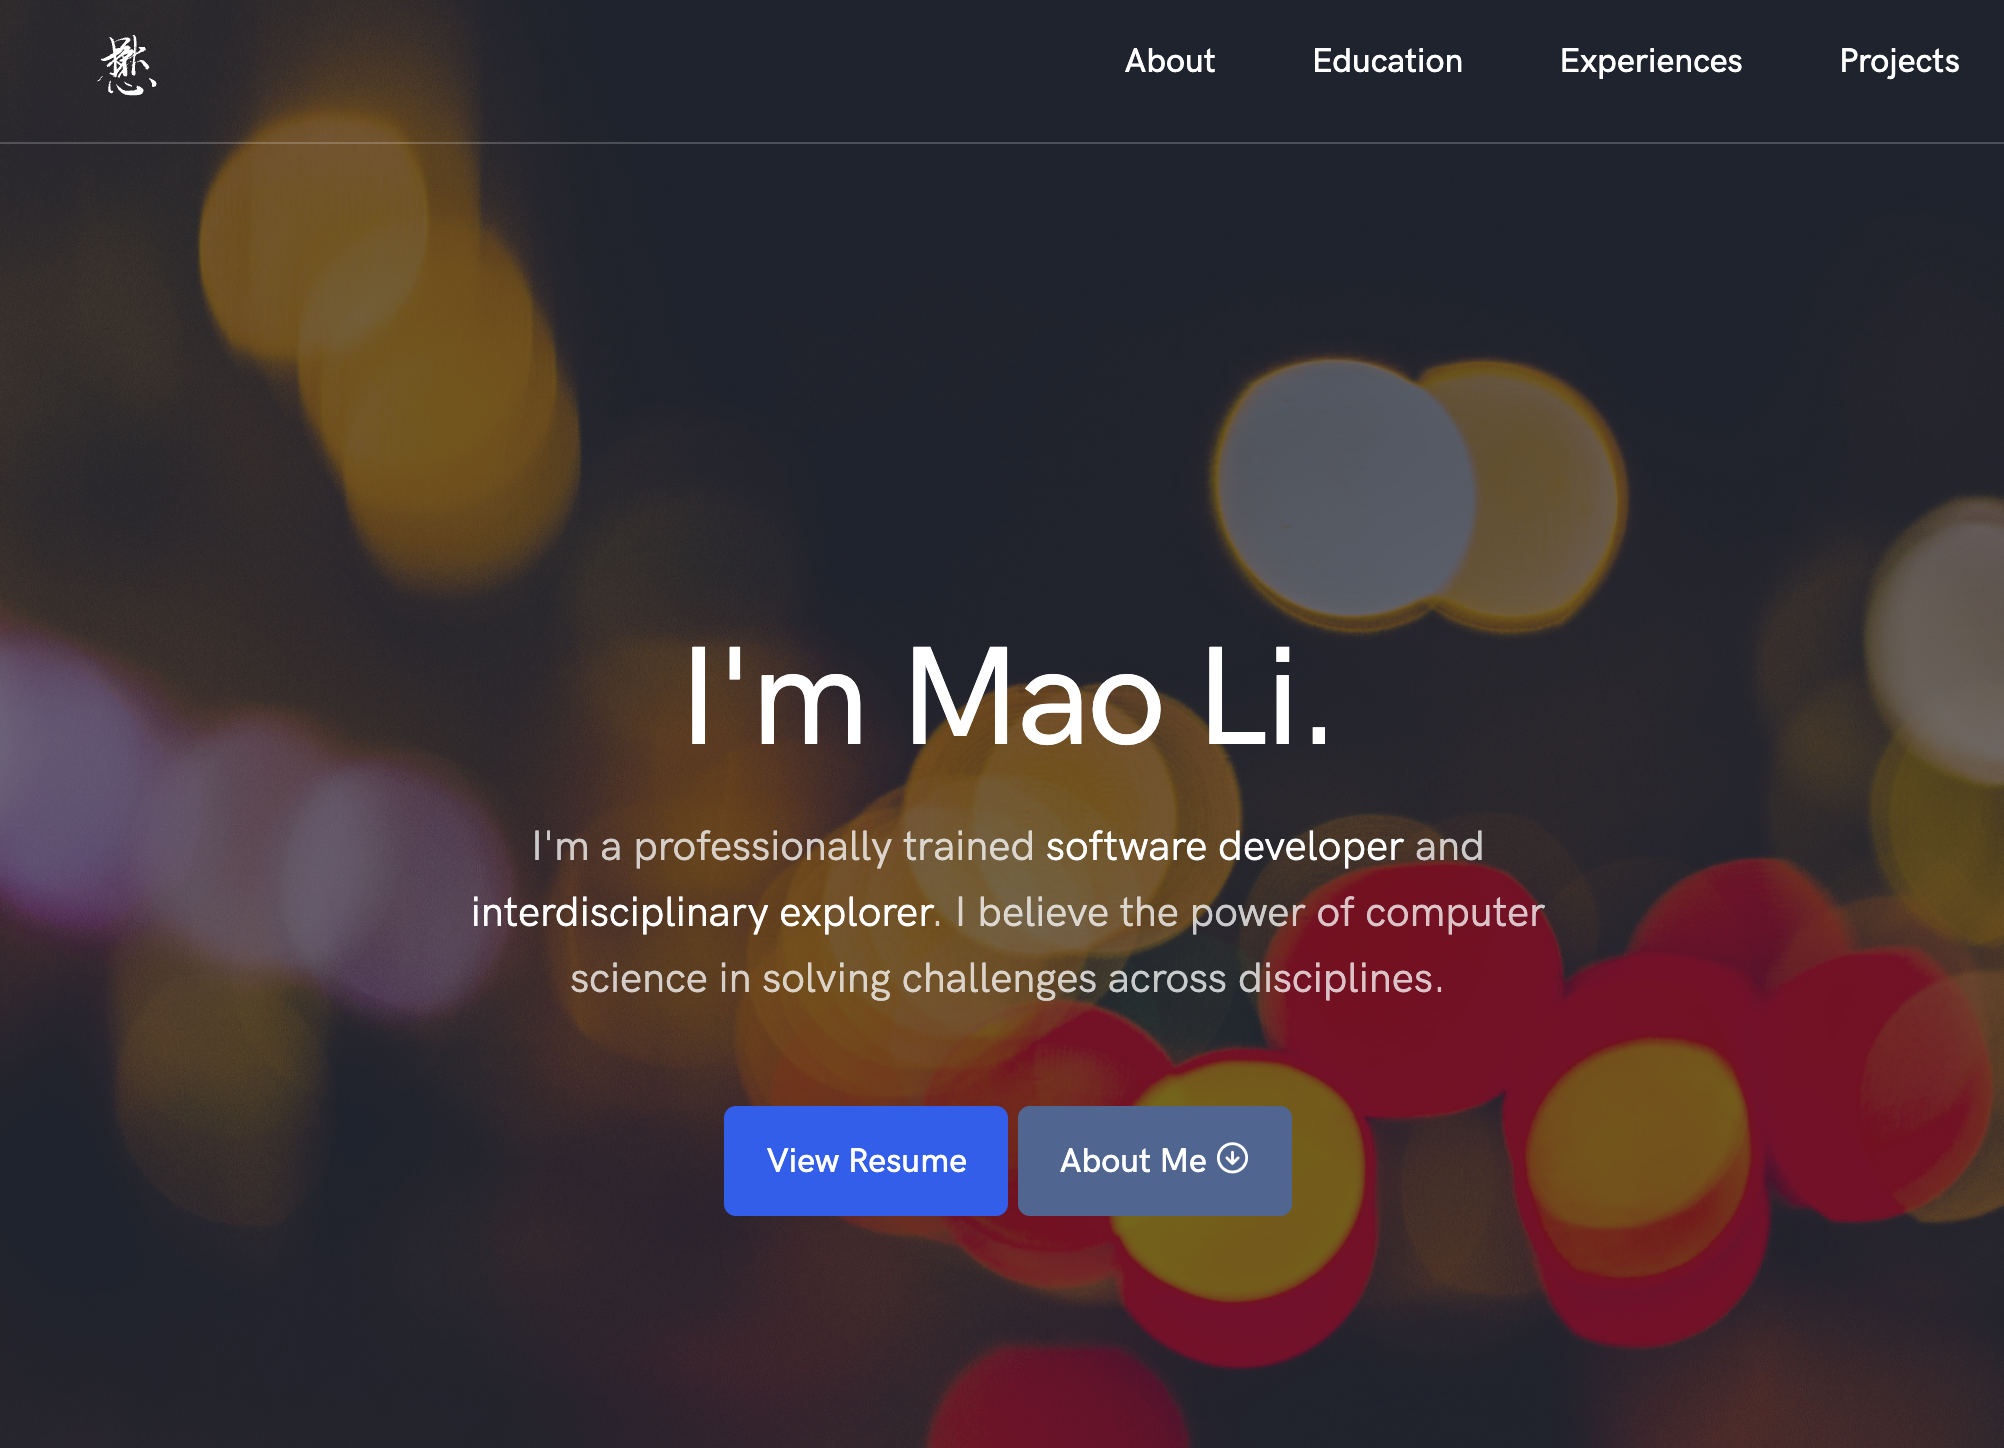 懋
About Education Experiences Projects
I'm Mao Li.
I'm a professionally trained software developer and
interdisciplinary explorer. I believe the power of computer
science in solving challenges across disciplines.
View Resume About Me